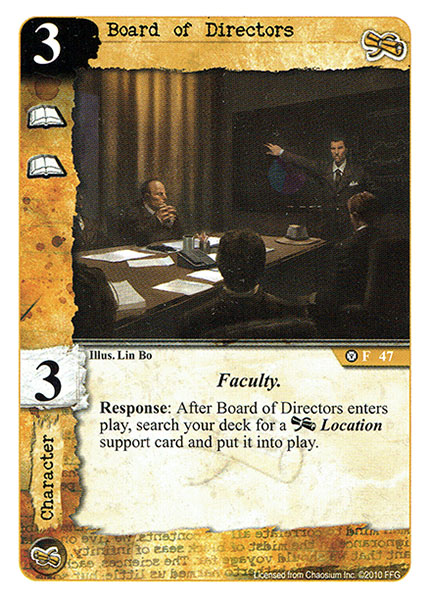 3
Board of Directors
Illus. Lin Bo
F 47
3
Faculty.
Response: After Board of Directors enters
play, search your deck for a Location
support card and put it into play.
Character
Licensed from Chaosium Inc. ©2010 FFG